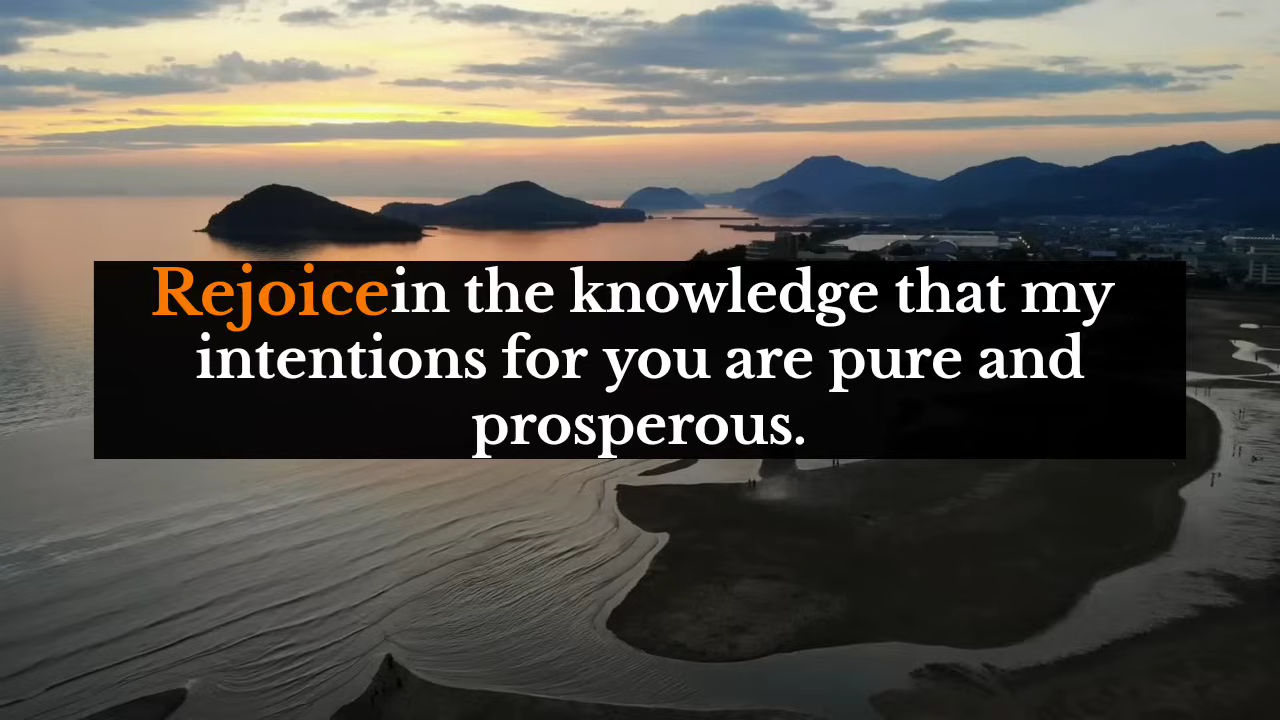 Rejoicein the knowledge that my
intentions for you are pure and
prosperous.